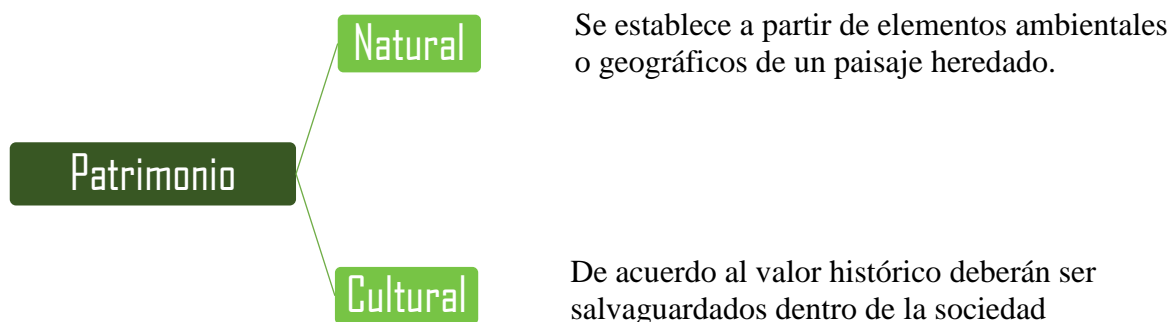 Natural
Se establece a partir de elementos ambientales
o geográficos de un paisaje heredado.
Patrimonio
Cultural
De acuerdo al valor histórico deberán ser
salvaguardados dentro de la sociedad